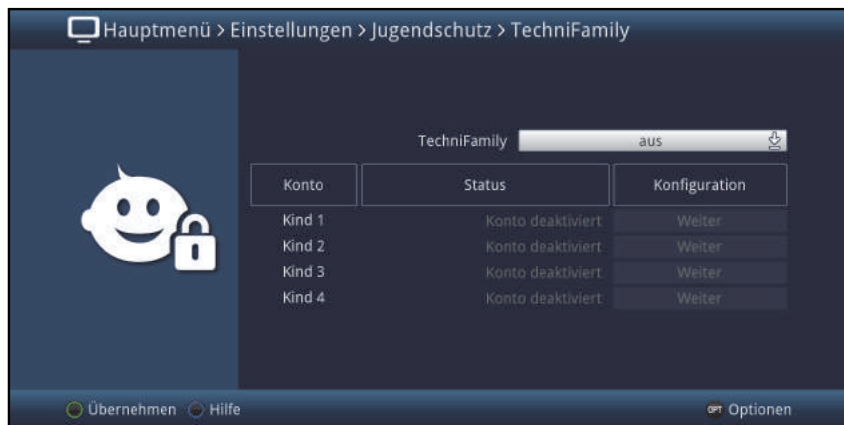 Hauptmenü > Einstellungen > Jugendschutz > TechniFamily
TechniFamily aus
Konto Status Konfiguration
Kind 1 Konto deaktiviert Weiter
Kind 2 Konto deaktiviert Weiter
Kind 3 Konto deaktiviert Weiter
Kind 4 Konto deaktiviert Weiter
Übernehmen Hilfe OPT Optionen